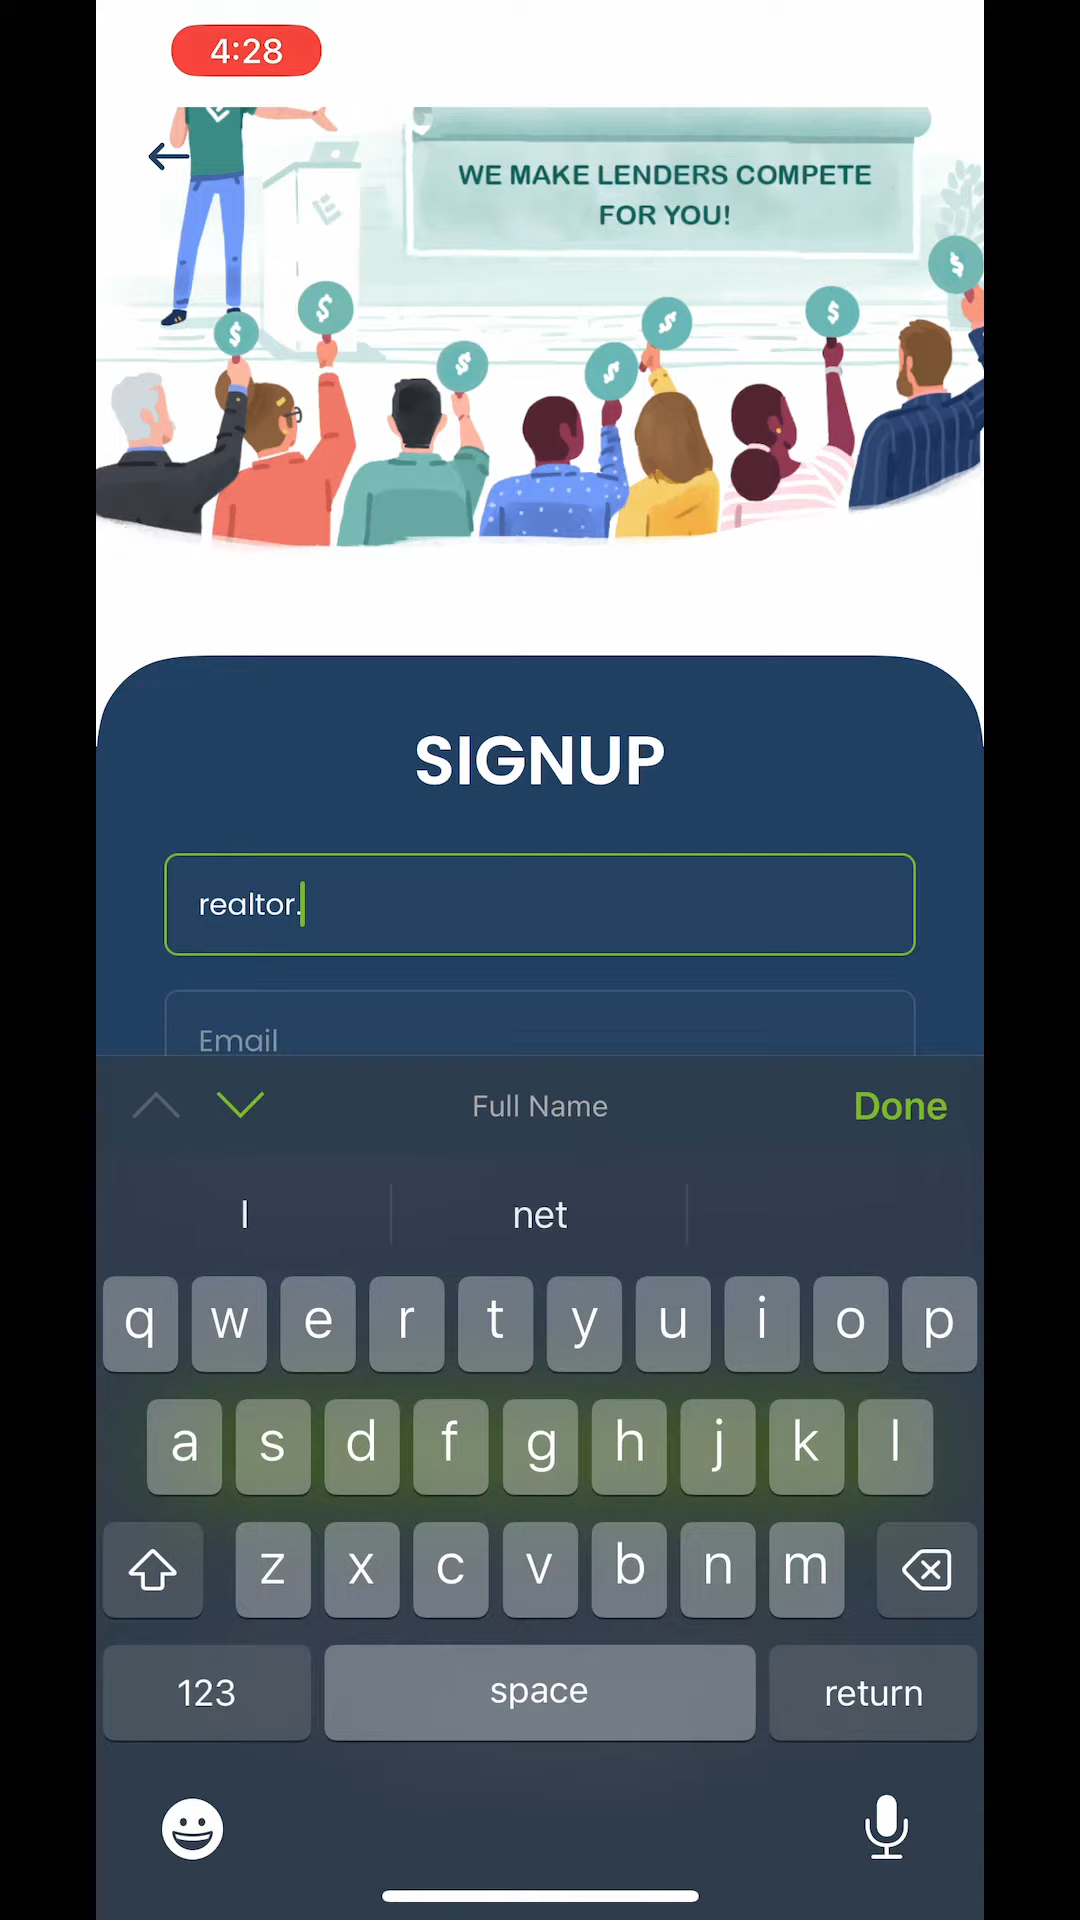 4:28
WE MAKE LENDERS COMPETE
FOR YOU!
SIGNUP
realtor.
Email
Full Name
Done
I net
q w e r t y u i o p
a s d f g h j k l
z x c v b n m
123 space return